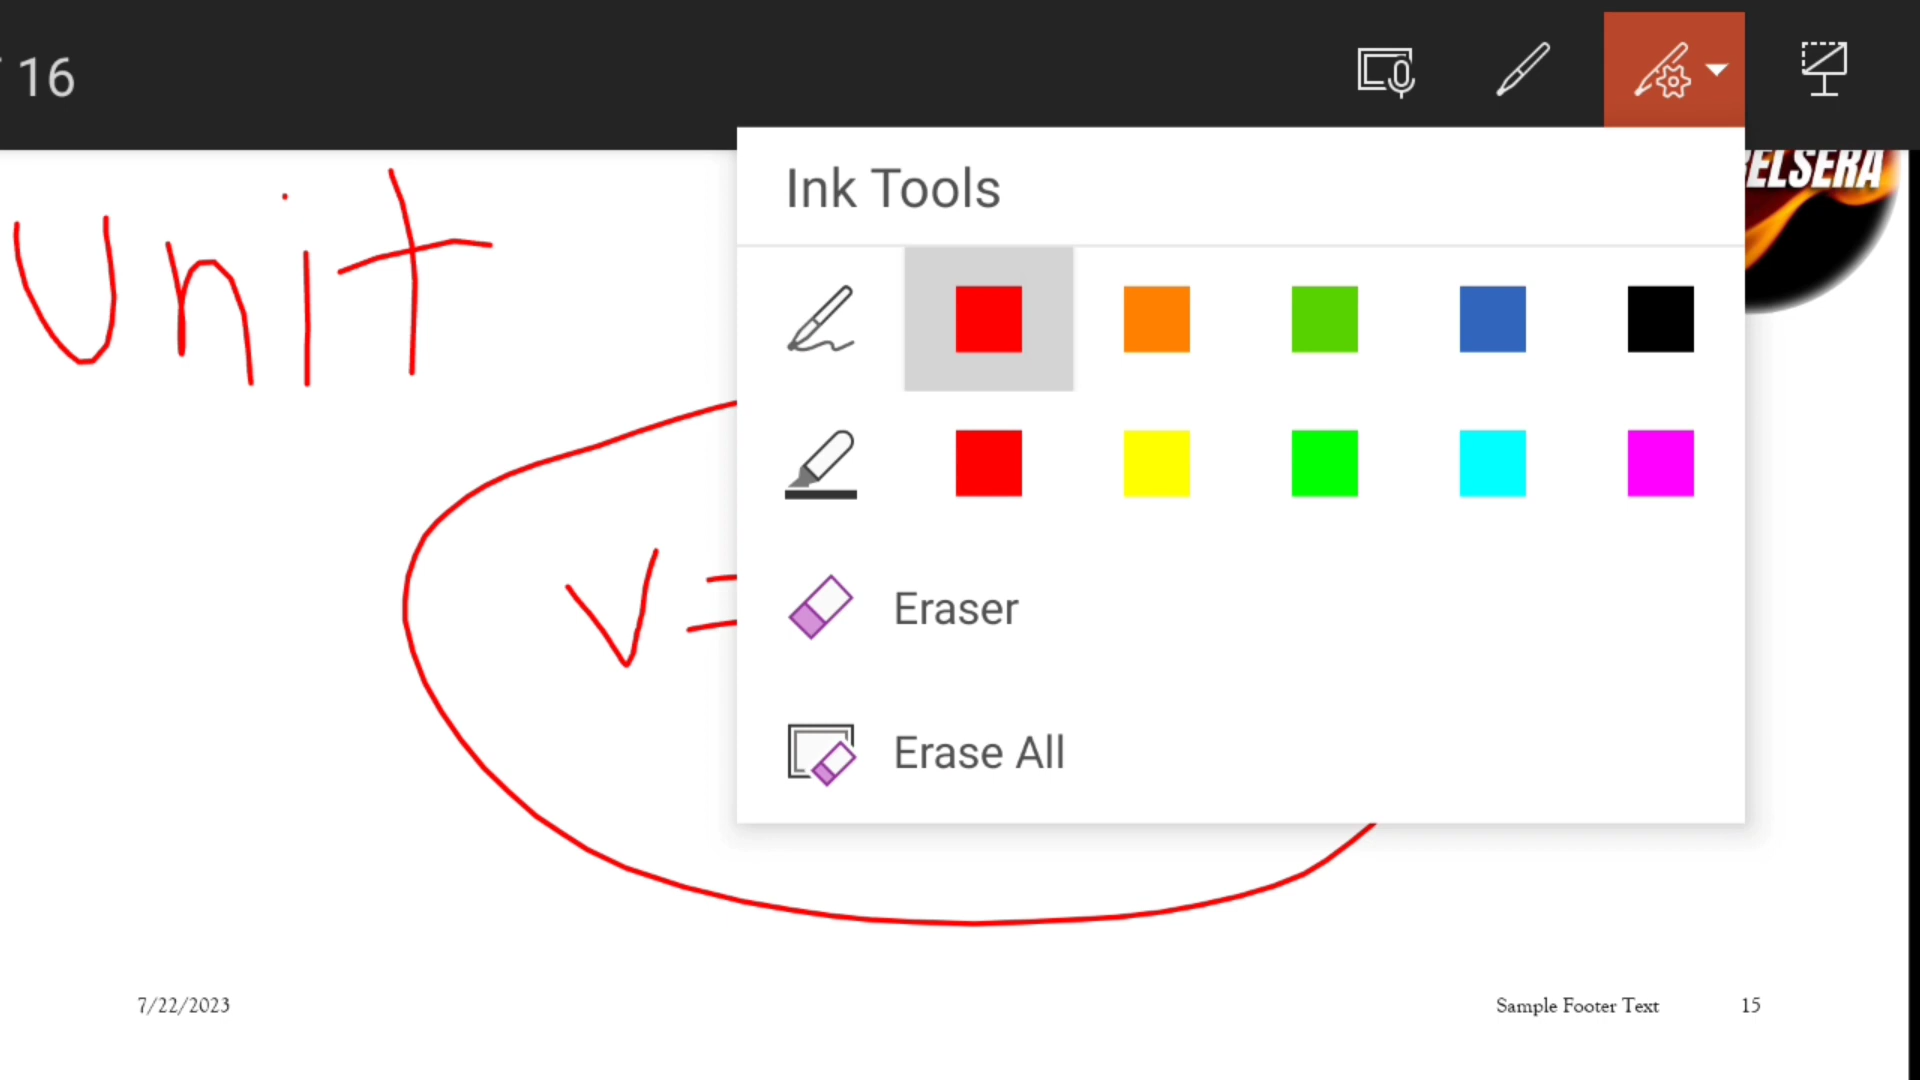 16
Ink Tools
ELSERA
Unit
V =
Eraser
Erase All
7/22/2023
Sample Footer Text
15